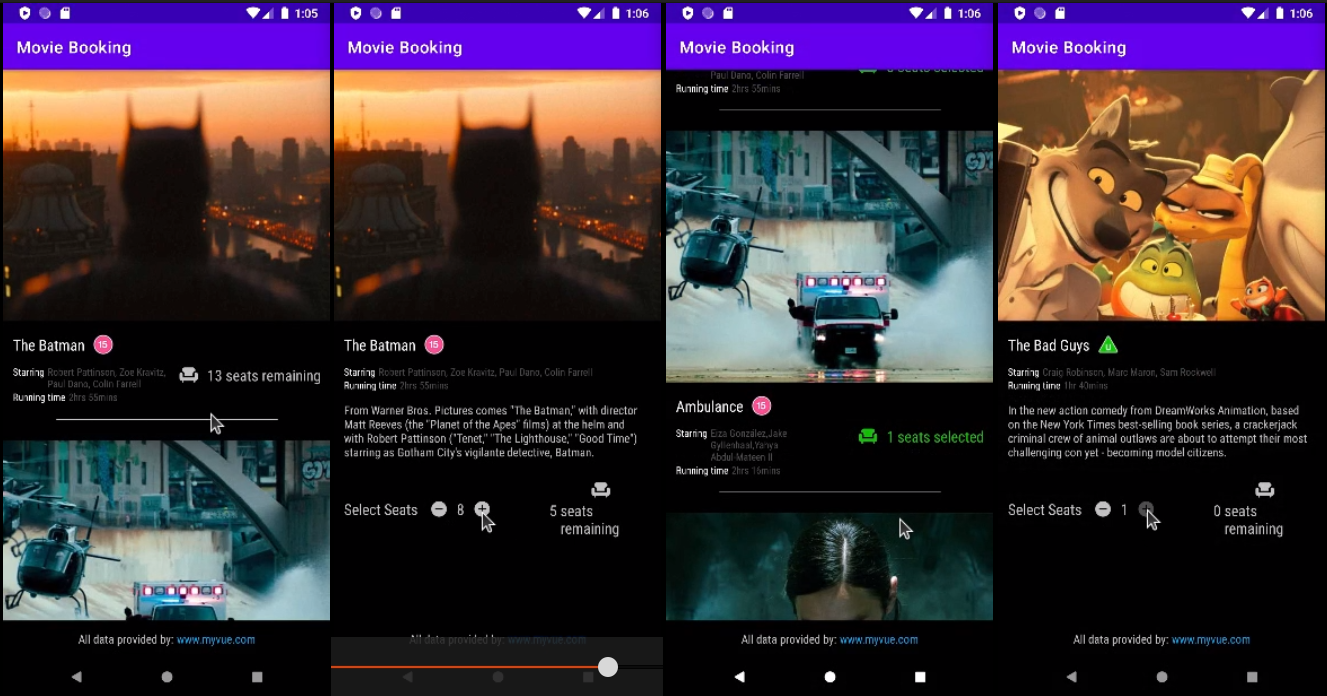 1:05
Movie Booking
The Batman 15
Starring Robert Pattinson, Zoe Kravitz,
Paul Dano, Colin Farrell
Running time 2hrs 55mins
13 seats remaining
All data provided by: www.myvue.com
1:06
Movie Booking
The Batman 15
Starring Robert Pattinson, Zoe Kravitz, Paul Dano, Colin Farrell
Running time 2hrs 55mins
From Warner Bros. Pictures comes "The Batman," with director
Matt Reeves (the "Planet of the Apes" films) at the helm and
with Robert Pattinson ("Tenet," "The Lighthouse," "Good Time")
starring as Gotham City's vigilante detective, Batman.
Select Seats 8
5 seats
remaining
All data provided by: www.myvue.com
1:06
Movie Booking
Paul Dano, Colin Farrell
seats selected
Running time 2hrs 55mins
Ambulance 15
Starring Eiza González,Jake
Gyllenhaal,Yahya
Abdul-Mateen II
Running time 2hrs 16mins
1 seats selected
All data provided by: www.myvue.com
1:06
Movie Booking
The Bad Guys U
Starring Craig Robinson, Marc Maron, Sam Rockwell
Running time 1hr 40mins
In the new action comedy from DreamWorks Animation, based
on the New York Times best-selling book series, a crackerjack
criminal crew of animal outlaws are about to attempt their most
challenging con yet - becoming model citizens.
Select Seats 1
0 seats
remaining
All data provided by: www.myvue.com